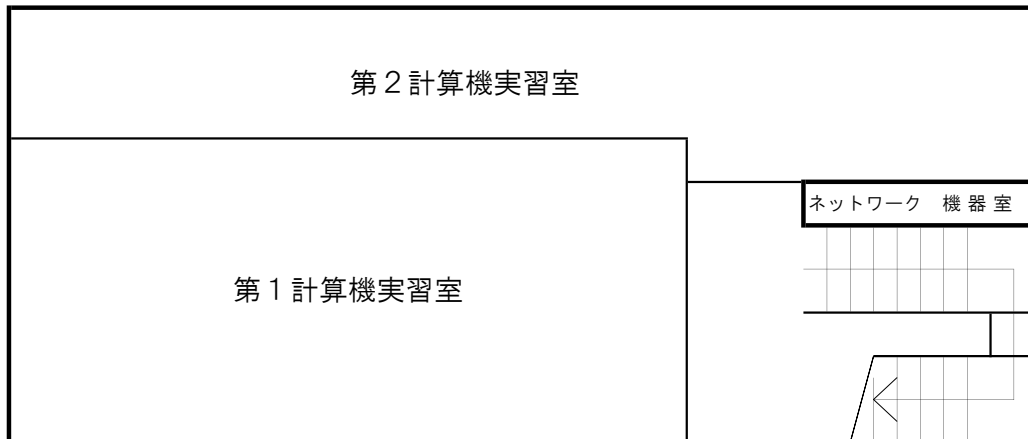 第２計算機実習室
ネットワーク　機 器 室
第１計算機実習室